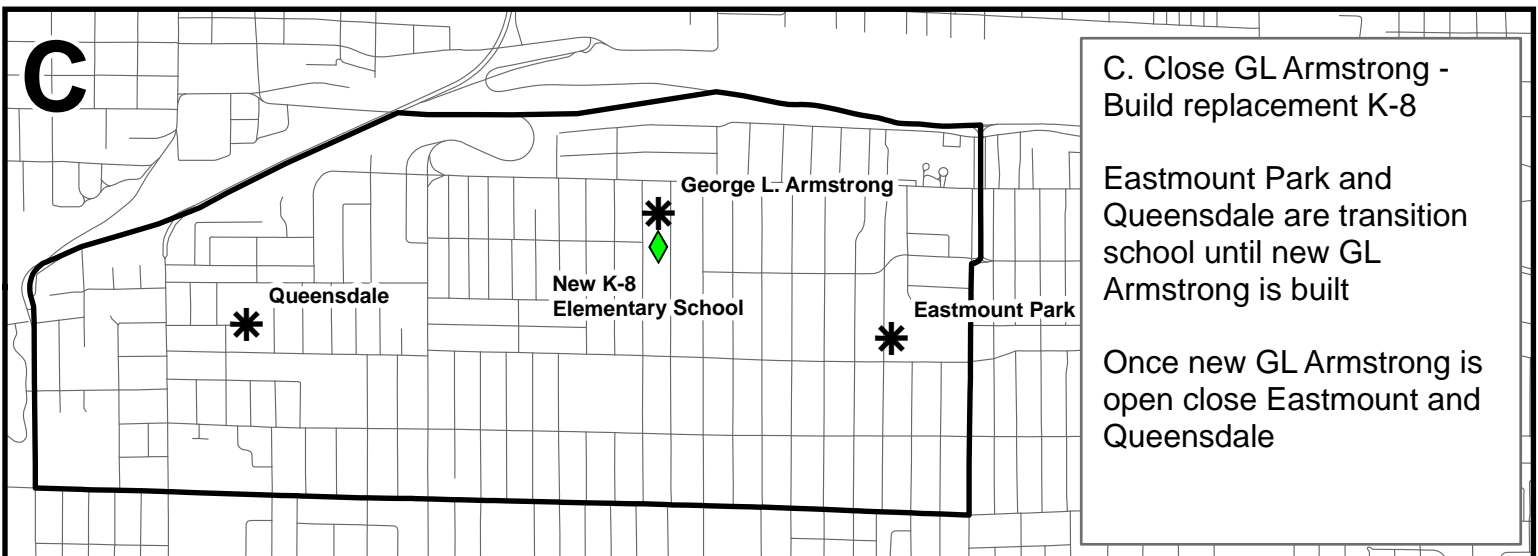 C
George L. Armstrong
New K-8
Elementary School
Queensdale
Eastmount Park
C. Close GL Armstrong -
Build replacement K-8
Eastmount Park and
Queensdale are transition
school until new GL
Armstrong is built
Once new GL Armstrong is
open close Eastmount and
Queensdale